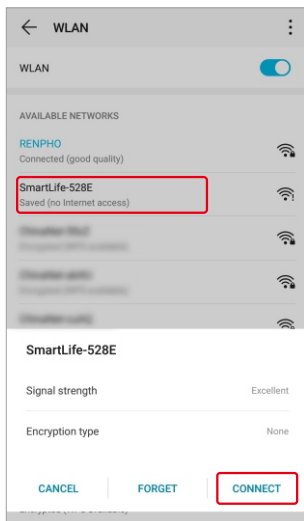 WLAN
WLAN
AVAILABLE NETWORKS
RENPHO
Connected (good quality)
SmartLife-528E
Saved (no Internet access)
SmartLife-528E
Signal strength Excellent
Encryption type None
CANCEL FORGET CONNECT